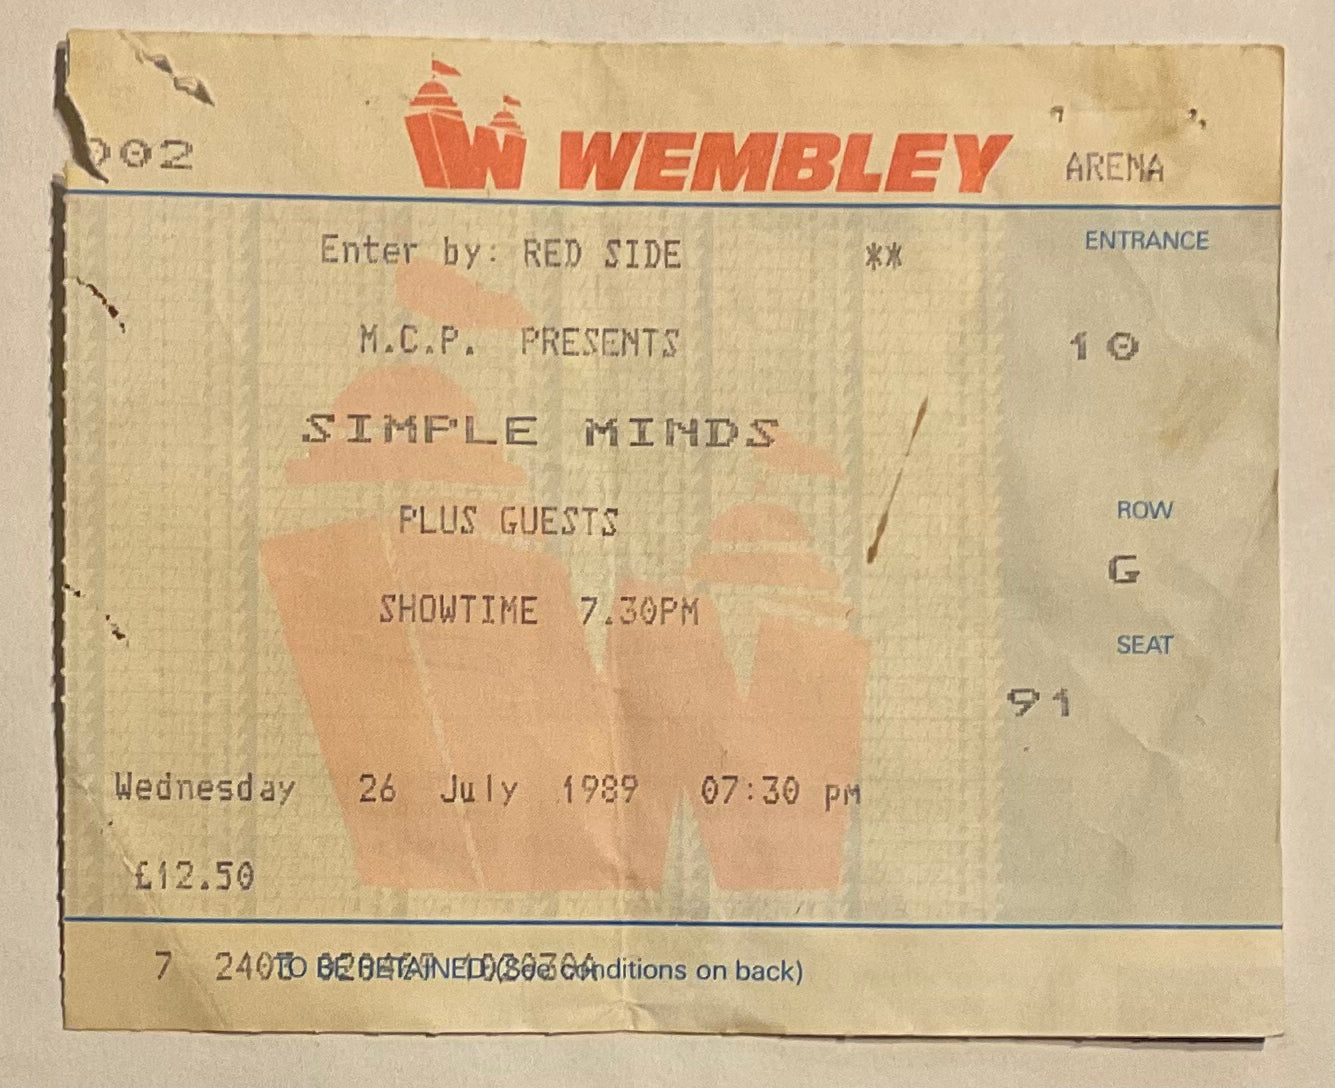 002
WEMBLEY
ARENA
Enter by: RED SIDE **
ENTRANCE
M.C.P. PRESENTS
10
SIMPLE MINDS
PLUS GUESTS
ROW
G
SHOWTIME 7.30PM
SEAT
91
Wednesday 26 July 1989 07:30 pm
£12.50
7
TO BE RETAINED (See conditions on back)